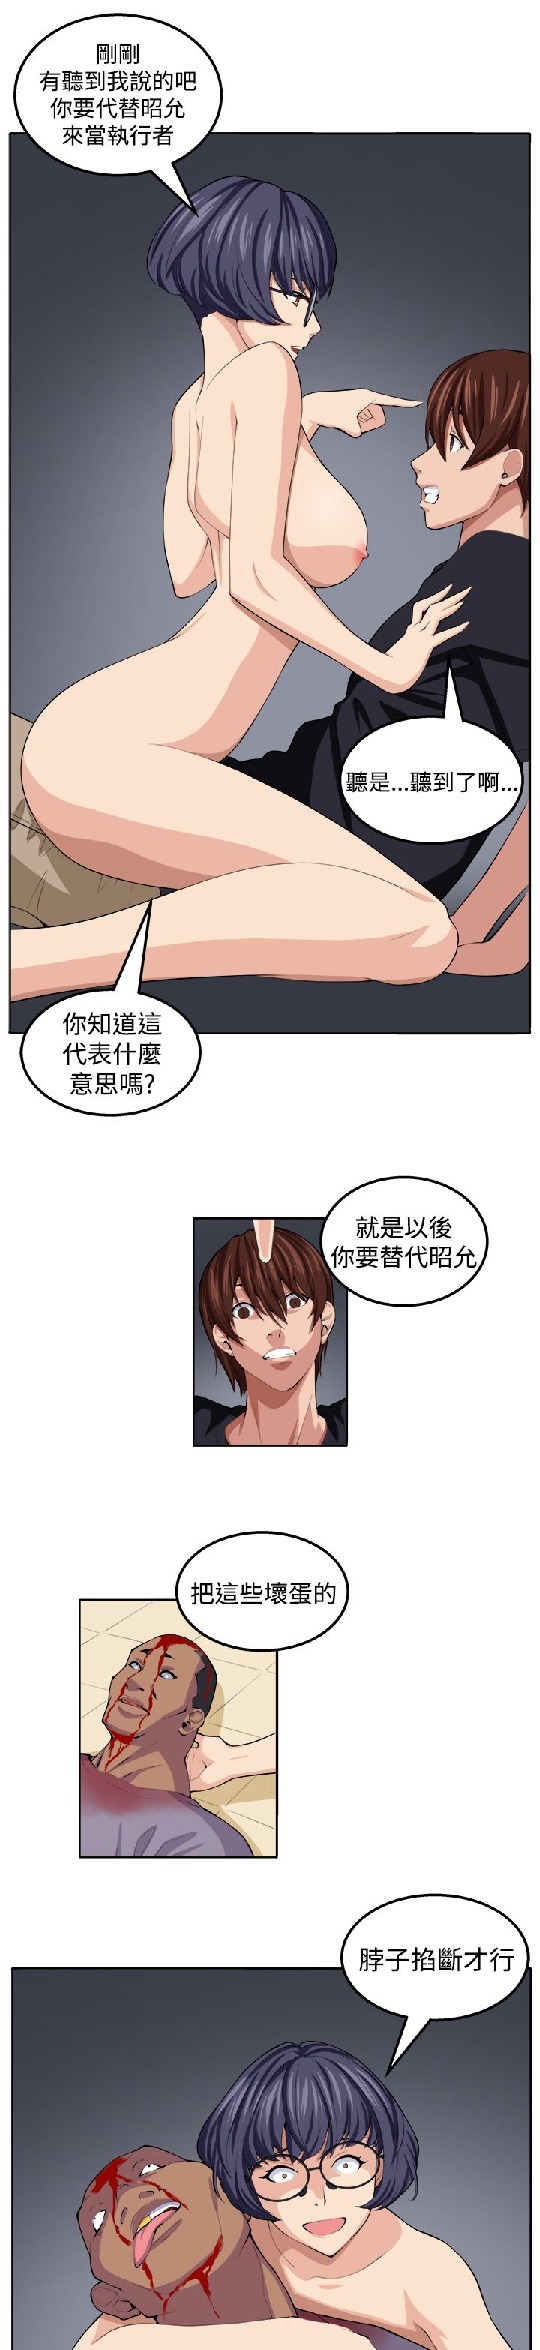 剛剛
有聽到我說的吧
你要代替昭允
來當執行者
聽是...聽到了啊...
你知道這
代表什麼
意思嗎?
就是以後
你要替代昭允
把這些壞蛋的
脖子掐斷才行